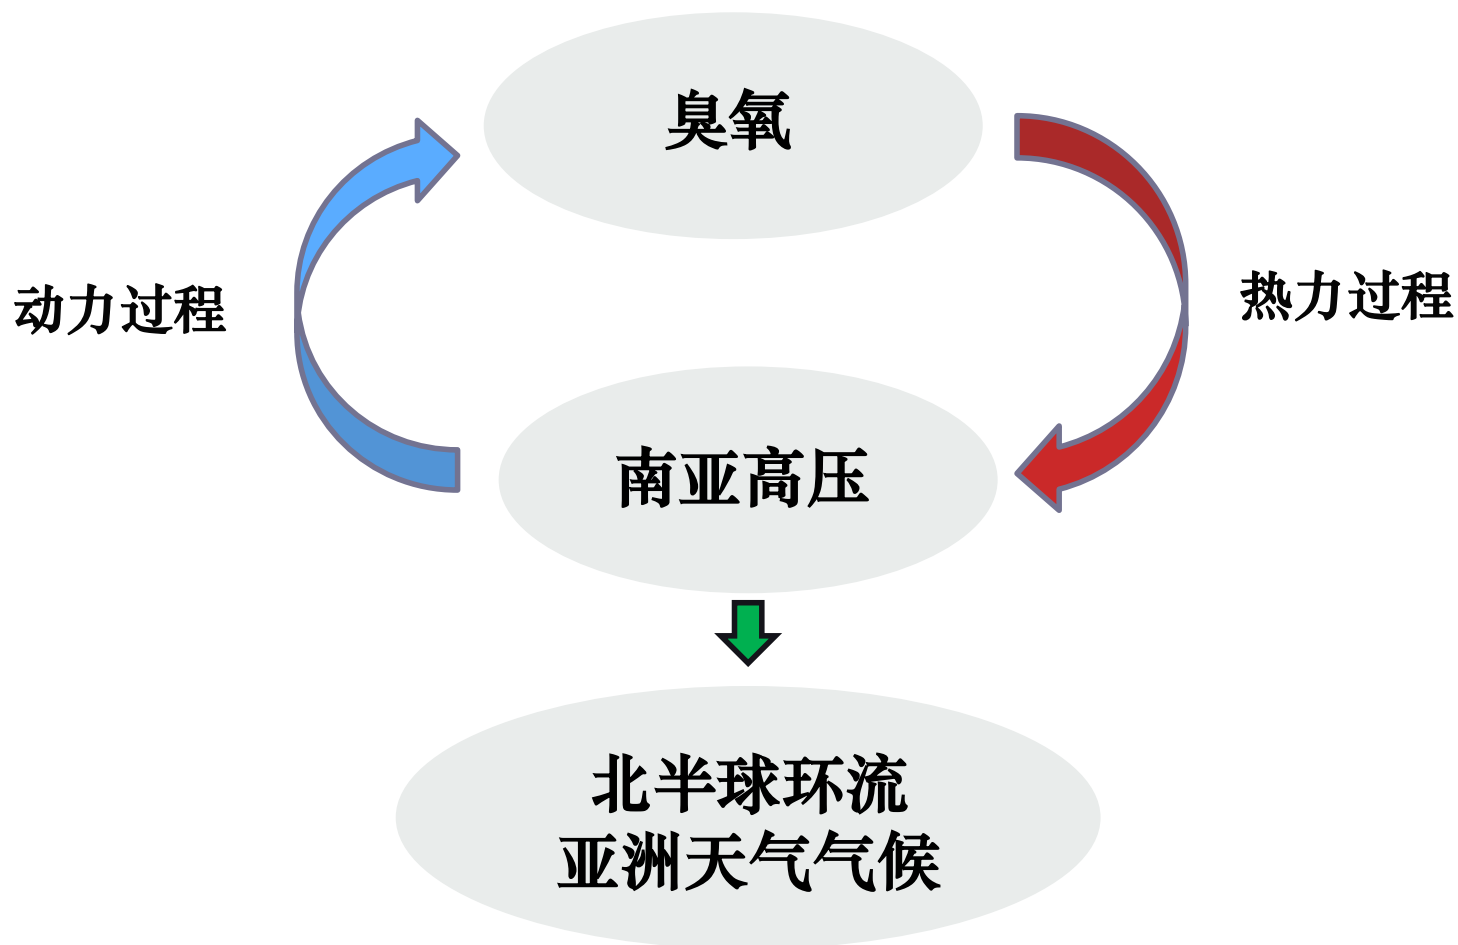 臭氧
动力过程
热力过程
南亚高压
北半球环流
亚洲天气气候